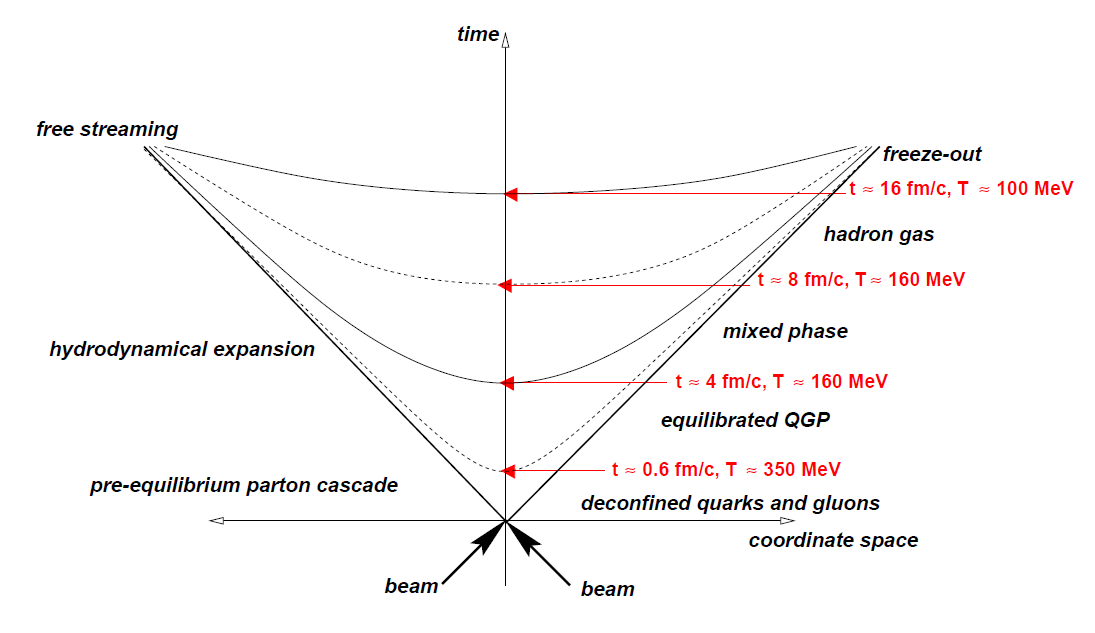 time
free streaming
freeze-out
t ≈ 16 fm/c, T ≈ 100 MeV
hadron gas
t ≈ 8 fm/c, T ≈ 160 MeV
mixed phase
hydrodynamical expansion
t ≈ 4 fm/c, T ≈ 160 MeV
equilibrated QGP
t ≈ 0.6 fm/c, T ≈ 350 MeV
pre-equilibrium parton cascade
deconfined quarks and gluons
coordinate space
beam
beam